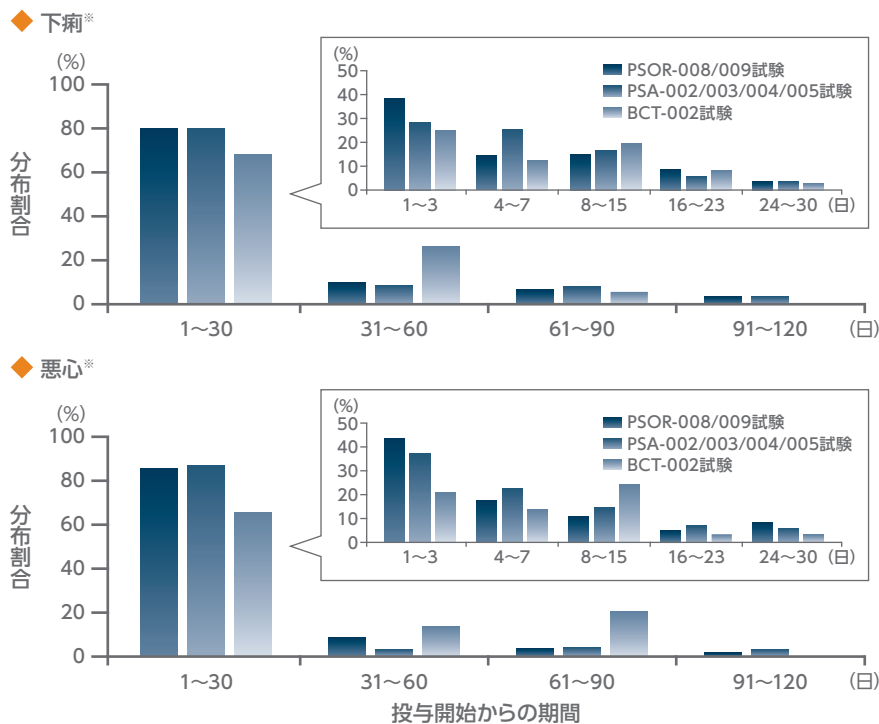 ◆ 下痢※
(%)
100
80
60
40
20
0
分布割合
1～30 31～60 61～90 91～120 (日)
(%)
50
40
30
20
10
0
PSOR-008/009試験
PSA-002/003/004/005試験
BCT-002試験
1～3 4～7 8～15 16～23 24～30 (日)
◆ 悪心※
(%)
100
80
60
40
20
0
分布割合
1～30 31～60 61～90 91～120 (日)
(%)
50
40
30
20
10
0
PSOR-008/009試験
PSA-002/003/004/005試験
BCT-002試験
1～3 4～7 8～15 16～23 24～30 (日)
投与開始からの期間